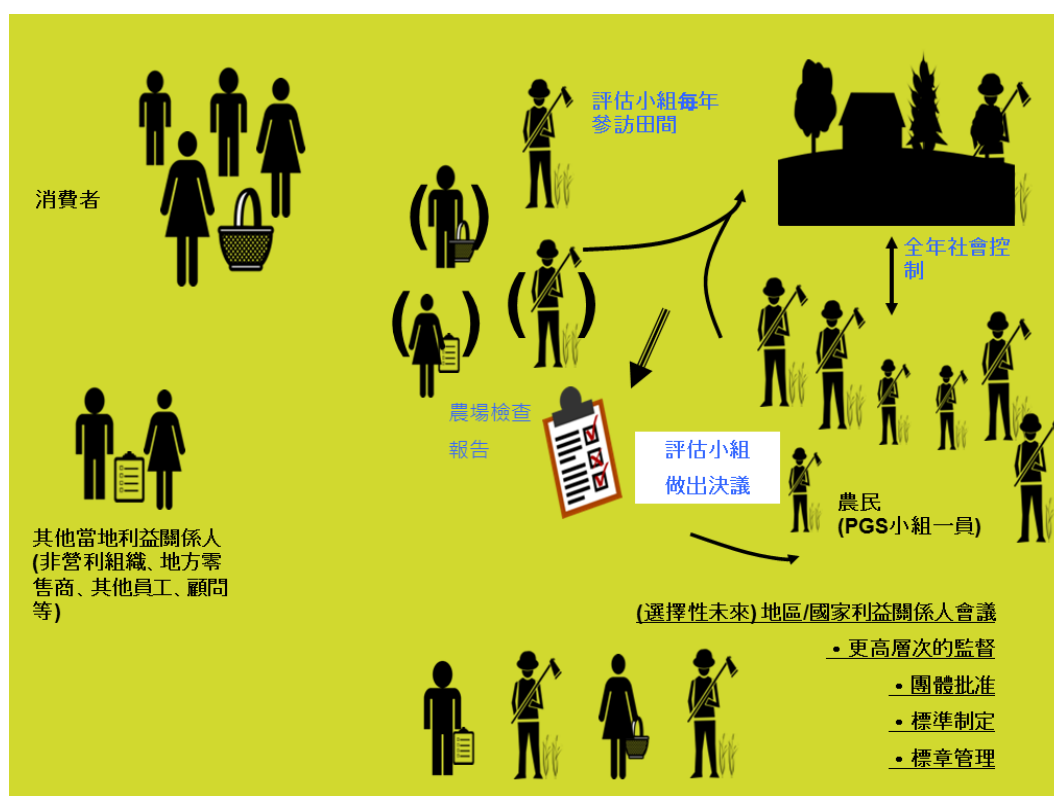 評估小組每年
參訪田間
消費者
全年社會控
制
農場檢查
報告
評估小組
做出決議
農民
(PGS小組一員)
其他當地利益關係人
(非營利組織、地方零
售商、其他員工、顧問
等)
(選擇性未來) 地區/國家利益關係人會議
• 更高層次的監督
• 團體批准
• 標準制定
• 標章管理